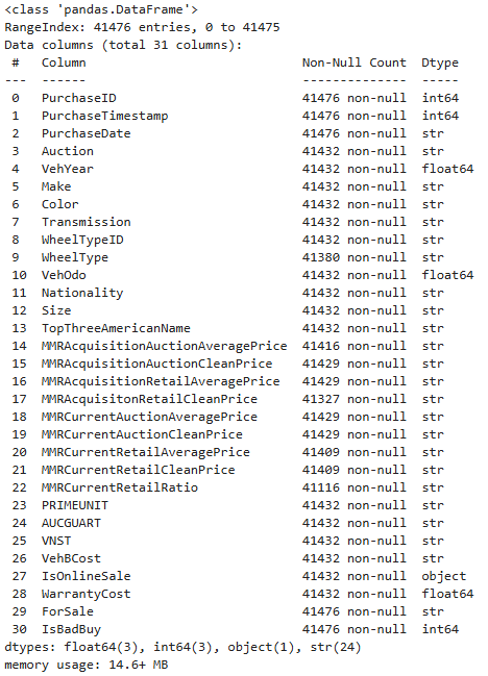 <class 'pandas.DataFrame'>
RangeIndex: 41476 entries, 0 to 41475
Data columns (total 31 columns):
 #   Column                             Non-Null Count  Dtype
---  ------                             --------------  -----
 0   PurchaseID                         41476 non-null  int64
 1   PurchaseTimestamp                  41476 non-null  int64
 2   PurchaseDate                       41476 non-null  str
 3   Auction                            41432 non-null  str
 4   VehYear                            41432 non-null  float64
 5   Make                               41432 non-null  str
 6   Color                              41432 non-null  str
 7   Transmission                       41432 non-null  str
 8   WheelTypeID                        41432 non-null  str
 9   WheelType                          41380 non-null  str
 10  VehOdo                             41432 non-null  float64
 11  Nationality                        41432 non-null  str
 12  Size                               41432 non-null  str
 13  TopThreeAmericanName               41432 non-null  str
 14  MMRAcquisitionAuctionAveragePrice  41416 non-null  str
 15  MMRAcquisitionAuctionCleanPrice    41429 non-null  str
 16  MMRAcquisitionRetailAveragePrice   41429 non-null  str
 17  MMRAcquisitonRetailCleanPrice      41327 non-null  str
 18  MMRCurrentAuctionAveragePrice      41429 non-null  str
 19  MMRCurrentAuctionCleanPrice        41429 non-null  str
 20  MMRCurrentRetailAveragePrice       41409 non-null  str
 21  MMRCurrentRetailCleanPrice         41409 non-null  str
 22  MMRCurrentRetailRatio              41116 non-null  str
 23  PRIMEUNIT                          41432 non-null  str
 24  AUCGUART                           41432 non-null  str
 25  VNST                               41432 non-null  str
 26  VehBCost                           41432 non-null  str
 27  IsOnlineSale                       41432 non-null  object
 28  WarrantyCost                       41432 non-null  float64
 29  ForSale                            41476 non-null  str
 30  IsBadBuy                           41476 non-null  int64
dtypes: float64(3), int64(3), object(1), str(24)
memory usage: 14.6+ MB